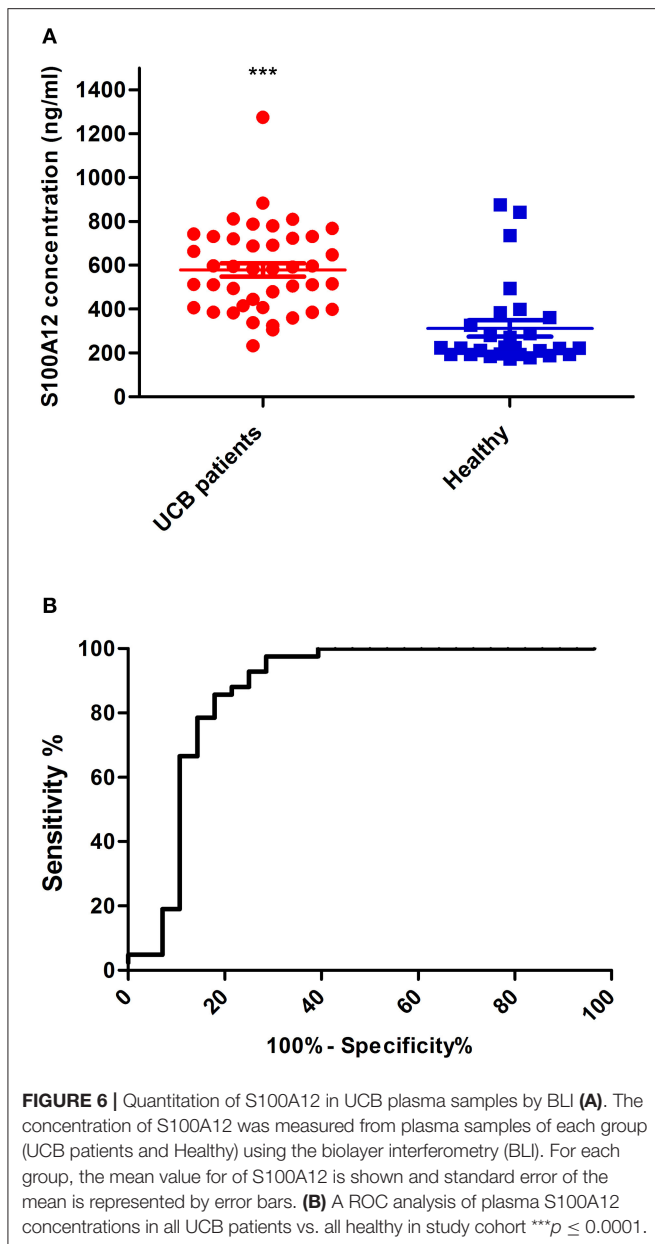 A
***
S100A12 concentration (ng/ml)
1400
1200
1000
800
600
400
200
0
UCB patients
Healthy
B
Sensitivity %
100
80
60
40
20
0
0
20
40
60
80
100
100% - Specificity%
FIGURE 6 | Quantitation of S100A12 in UCB plasma samples by BLI (A). The
concentration of S100A12 was measured from plasma samples of each group
(UCB patients and Healthy) using the biolayer interferometry (BLI). For each
group, the mean value for of S100A12 is shown and standard error of the
mean is represented by error bars. (B) A ROC analysis of plasma S100A12
concentrations in all UCB patients vs. all healthy in study cohort ***p ≤ 0.0001.